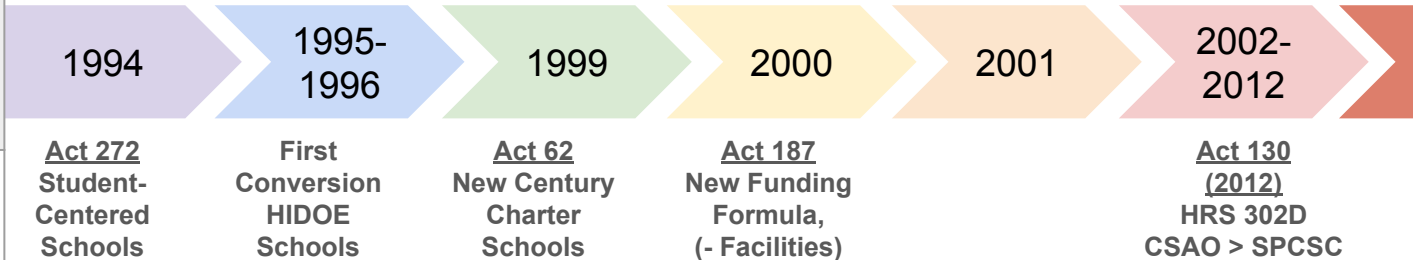 1994
1995-
1996
1999
2000
2001
2002-
2012
Act 272
Student-
Centered
Schools
First
Conversion
HIDOE
Schools
Act 62
New Century
Charter
Schools
Act 187
New Funding
Formula,
(- Facilities)
Act 130
(2012)
HRS 302D
CSAO > SPCSC